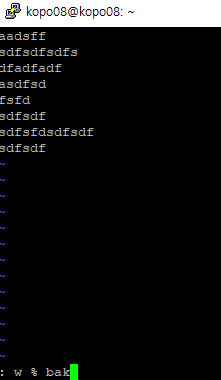 kopo08@kopo08: ~
aadsff
sdfsdfsdfs
dfadfadf
asdfsd
fsfd
sdfsdf
sdfsfdsdfsdf
sdfsdf
~
~
~
~
~
~
~
~
~
~
~
~
~
: w % bak